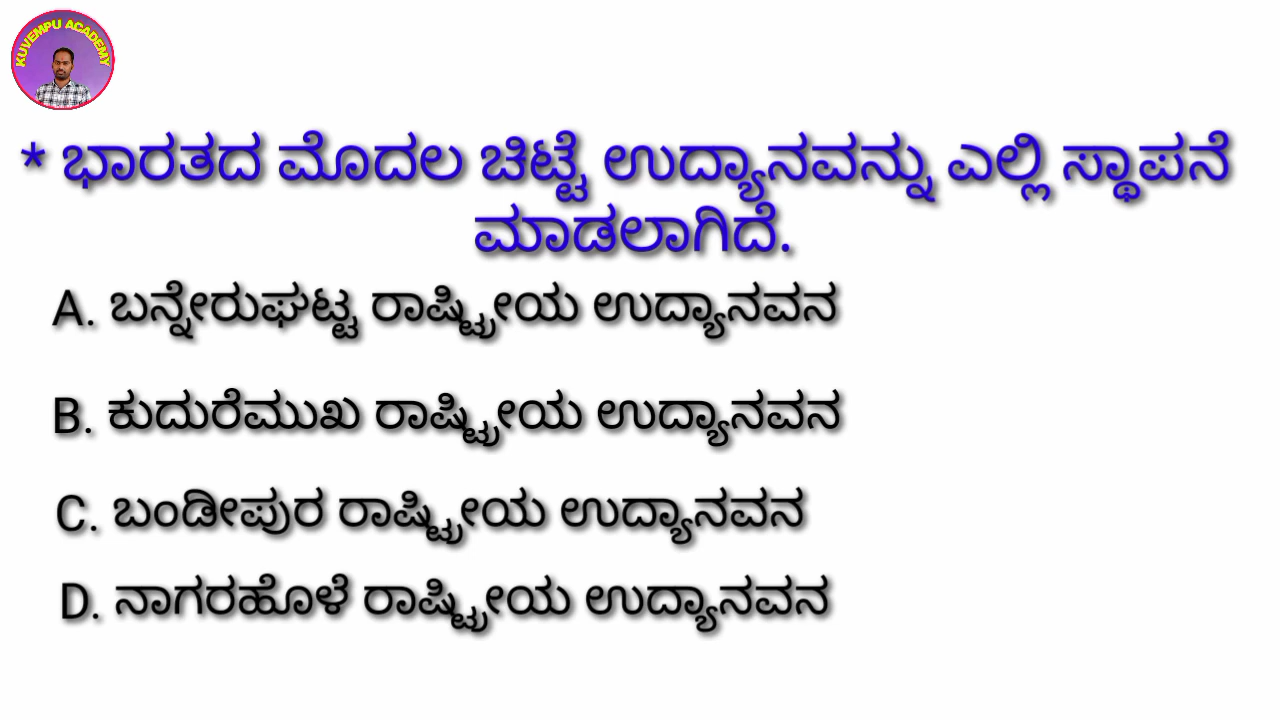 KUVEMPU ACADEMY
* ಭಾರತದ ಮೊದಲ ಚಿಟ್ಟೆ ಉದ್ಯಾನವನ್ನು ಎಲ್ಲಿ ಸ್ಥಾಪನೆ
ಮಾಡಲಾಗಿದೆ.
A. ಬನ್ನೇರುಘಟ್ಟ ರಾಷ್ಟ್ರೀಯ ಉದ್ಯಾನವನ
B. ಕುದುರೆಮುಖ ರಾಷ್ಟ್ರೀಯ ಉದ್ಯಾನವನ
C. ಬಂಡೀಪುರ ರಾಷ್ಟ್ರೀಯ ಉದ್ಯಾನವನ
D. ನಾಗರಹೊಳೆ ರಾಷ್ಟ್ರೀಯ ಉದ್ಯಾನವನ